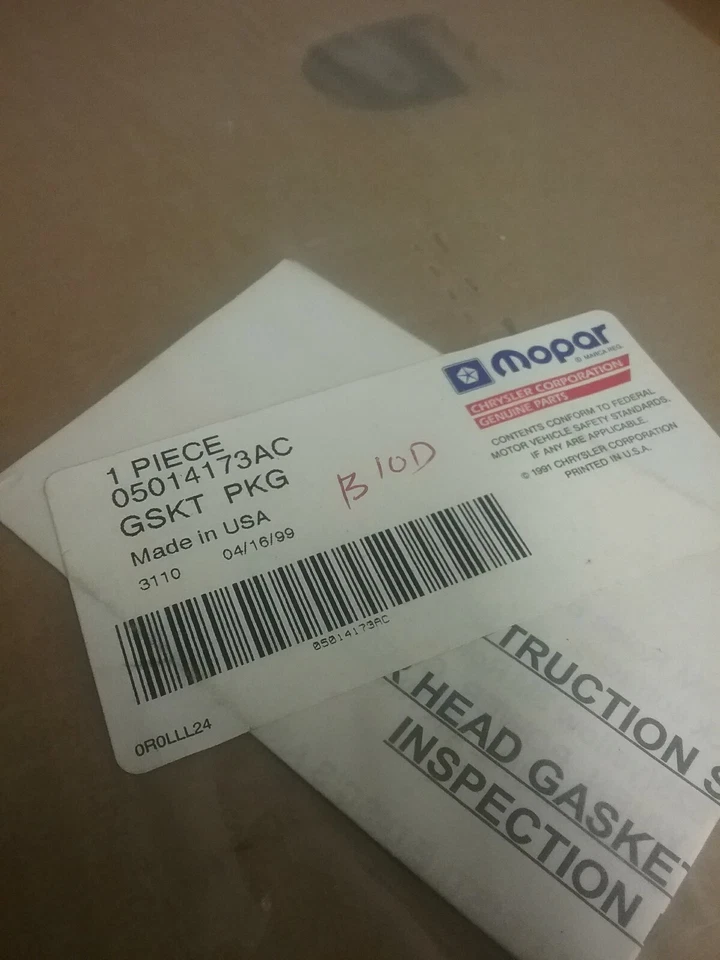 mopar
® MARCA REG.
CHRYSLER CORPORATION
GENUINE PARTS
CONTENTS CONFORM TO FEDERAL
MOTOR VEHICLE SAFETY STANDARDS,
IF ANY ARE APPLICABLE.
© 1991 CHRYSLER CORPORATION
PRINTED IN U.S.A.
1 PIECE
05014173AC
GSKT PKG
Made in USA
3110 04/16/99
B10D
05014173AC
0R0LLL24
TRUCTION S
HEAD GASKET
INSPECTION